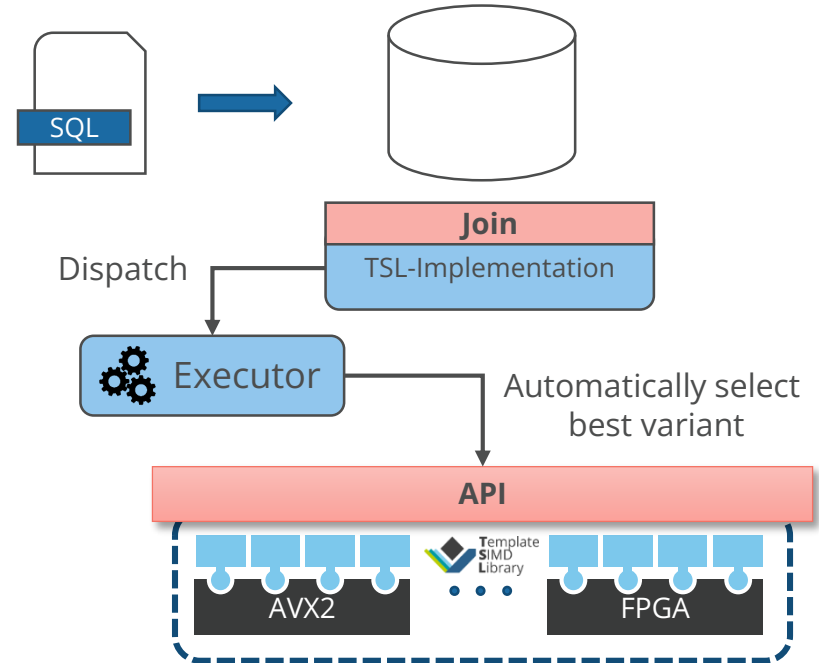 SQL
Join
TSL-Implementation
Dispatch
Executor
Automatically select
best variant
API
Template
SIMD
Library
AVX2
FPGA